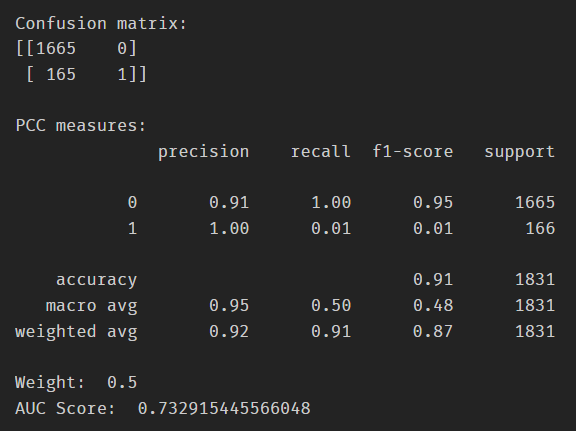 Confusion matrix:
[[1665    0]
 [ 165    1]]
PCC measures:
              precision    recall  f1-score   support
           0       0.91      1.00      0.95      1665
           1       1.00      0.01      0.01       166
    accuracy                           0.91      1831
   macro avg       0.95      0.50      0.48      1831
weighted avg       0.92      0.91      0.87      1831
Weight:  0.5
AUC Score:  0.732915445566048